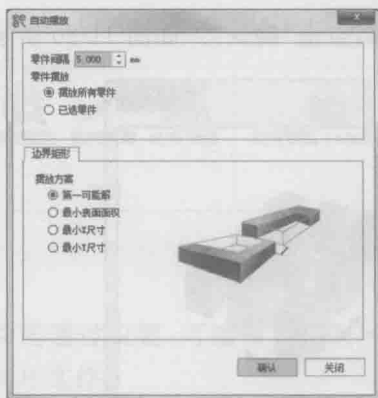 自动摆放
零件间隔 5.000 mm
零件摆放
摆放所有零件
已选零件
边界矩形
摆放方案
第一可能解
最小表面面积
最小X尺寸
最小Y尺寸
确认 关闭